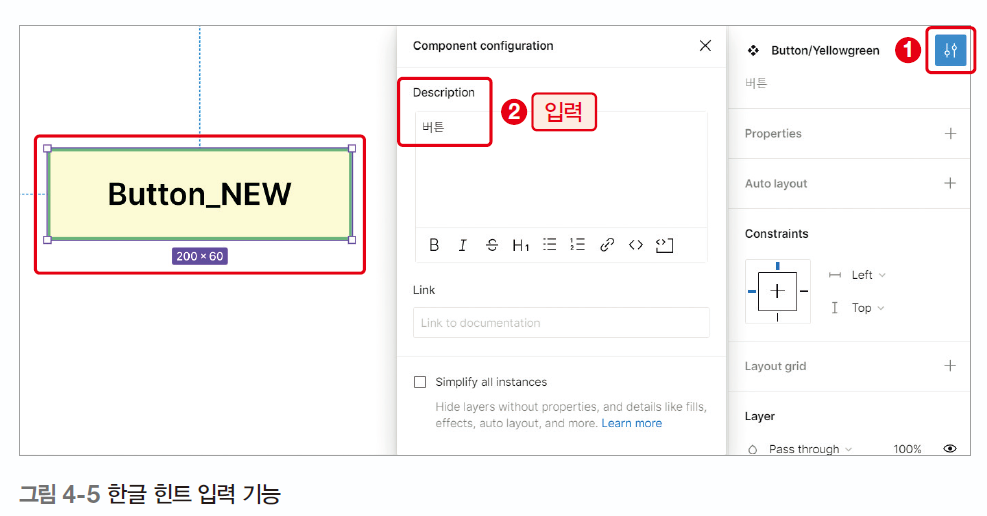 Button_NEW
200 × 60
Component configuration
Description
버튼
2 입력
B I S H1
Link
Link to documentation
Simplify all instances
Hide layers without properties, and details like fills,
effects, auto layout, and more. Learn more
1
Button/Yellowgreen
버튼
Properties
Auto layout
Constraints
Left
Top
Layout grid
Layer
Pass through 100%
그림 4-5 한글 힌트 입력 기능